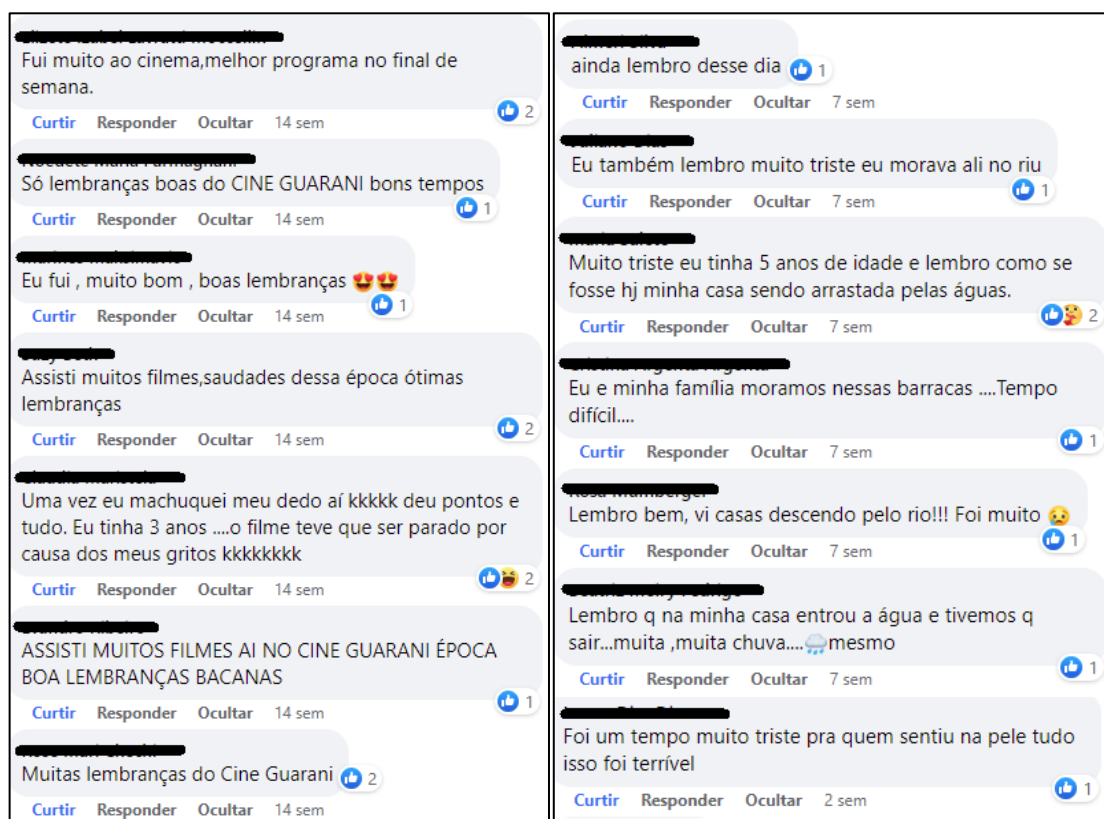 Fui muito ao cinema,melhor programa no final de
semana.
2
Curtir Responder Ocultar 14 sem
Só lembranças boas do CINE GUARANI bons tempos
1
Curtir Responder Ocultar 14 sem
Eu fui , muito bom , boas lembranças 😍😍
1
Curtir Responder Ocultar 14 sem
Assisti muitos filmes,saudades dessa época ótimas
lembranças
2
Curtir Responder Ocultar 14 sem
Uma vez eu machuquei meu dedo aí kkkkk deu pontos e
tudo. Eu tinha 3 anos ....o filme teve que ser parado por
causa dos meus gritos kkkkkkkk
2
Curtir Responder Ocultar 14 sem
ASSISTI MUITOS FILMES AI NO CINE GUARANI ÉPOCA
BOA LEMBRANÇAS BACANAS
1
Curtir Responder Ocultar 14 sem
Muitas lembranças do Cine Guarani 2
Curtir Responder Ocultar 14 sem
ainda lembro desse dia 1
Curtir Responder Ocultar 7 sem
Eu também lembro muito triste eu morava ali no riu
1
Curtir Responder Ocultar 7 sem
Muito triste eu tinha 5 anos de idade e lembro como se
fosse hj minha casa sendo arrastada pelas águas.
2
Curtir Responder Ocultar 7 sem
Eu e minha família moramos nessas barracas ....Tempo
difícil....
1
Curtir Responder Ocultar 7 sem
Lembro bem, vi casas descendo pelo rio!!! Foi muito 😥
1
Curtir Responder Ocultar 7 sem
Lembro q na minha casa entrou a água e tivemos q
sair...muita ,muita chuva....🌧️mesmo
1
Curtir Responder Ocultar 7 sem
Foi um tempo muito triste pra quem sentiu na pele tudo
isso foi terrível
1
Curtir Responder Ocultar 2 sem